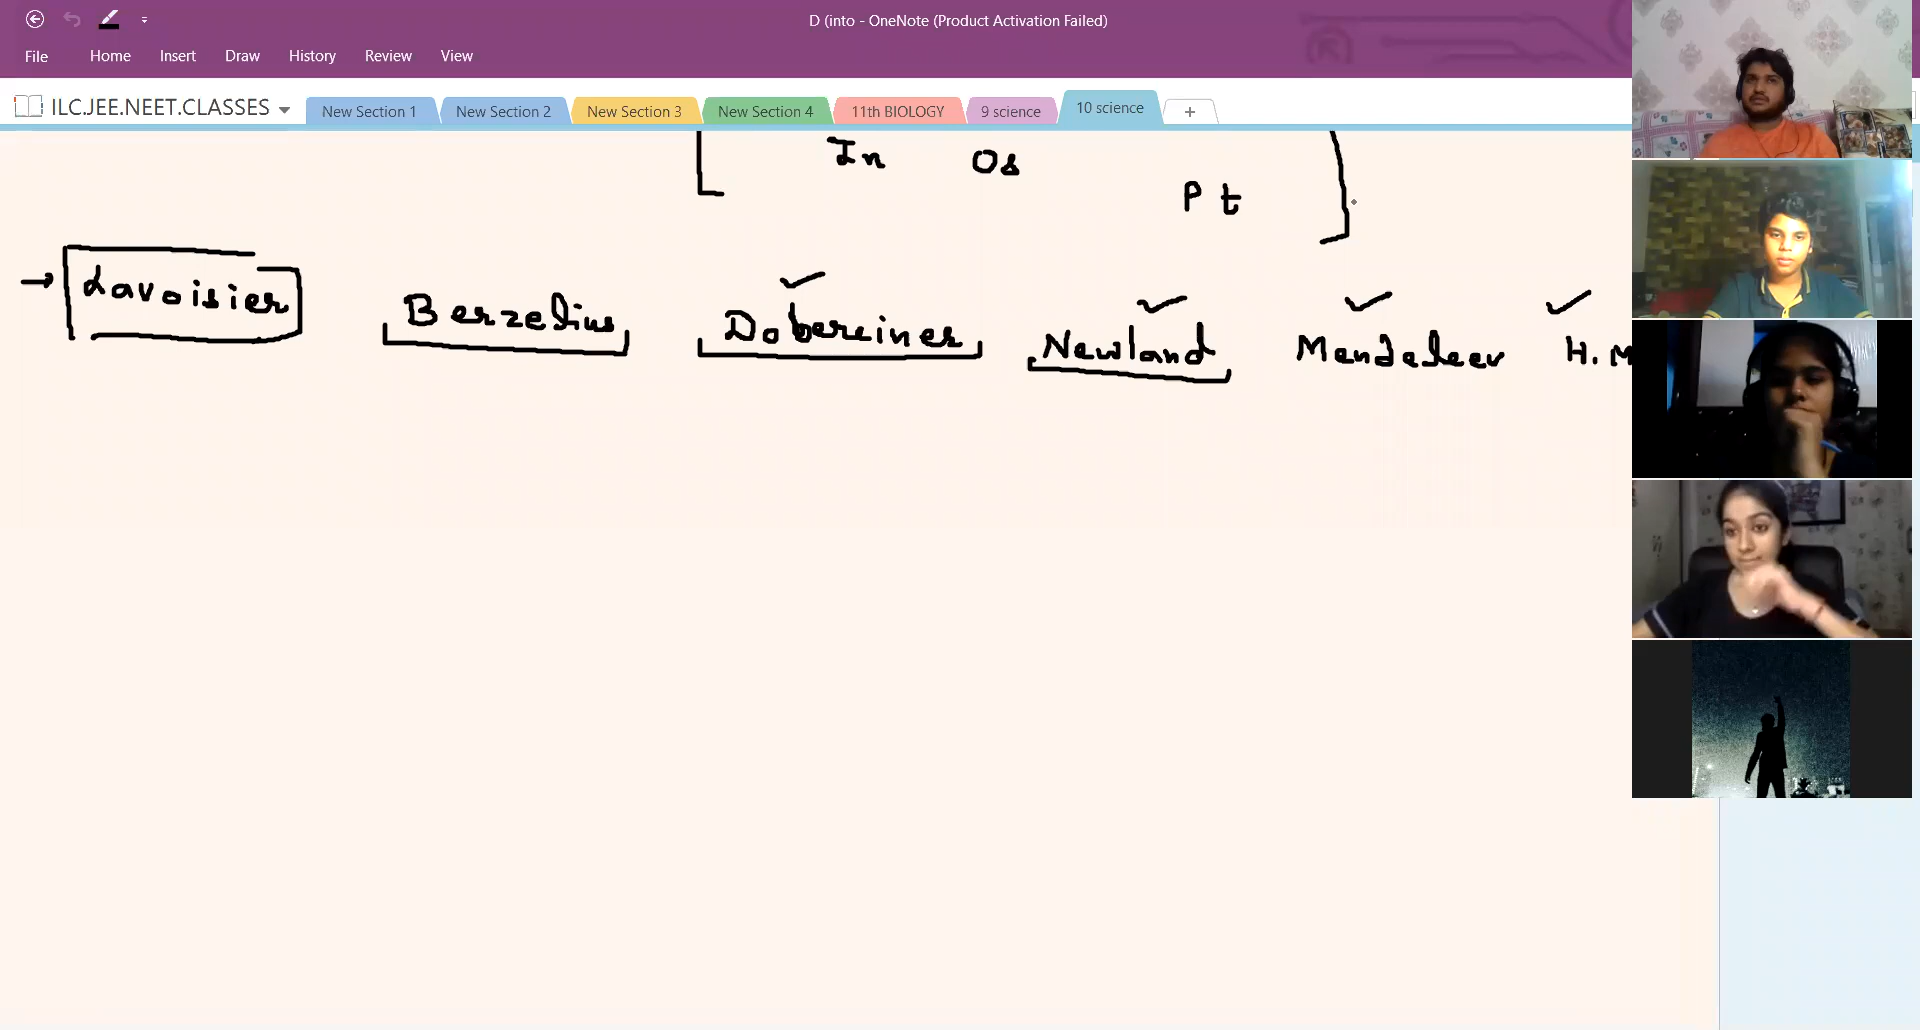 D (into - OneNote (Product Activation Failed)
File Home Insert Draw History Review View
ILC.JEE.NEET.CLASSES New Section 1 New Section 2 New Section 3 New Section 4 11th BIOLOGY 9 science 10 science +
In Os
Pt
→ Lavoisier Berzelius Dobereiner Newland Mendeleev H.M